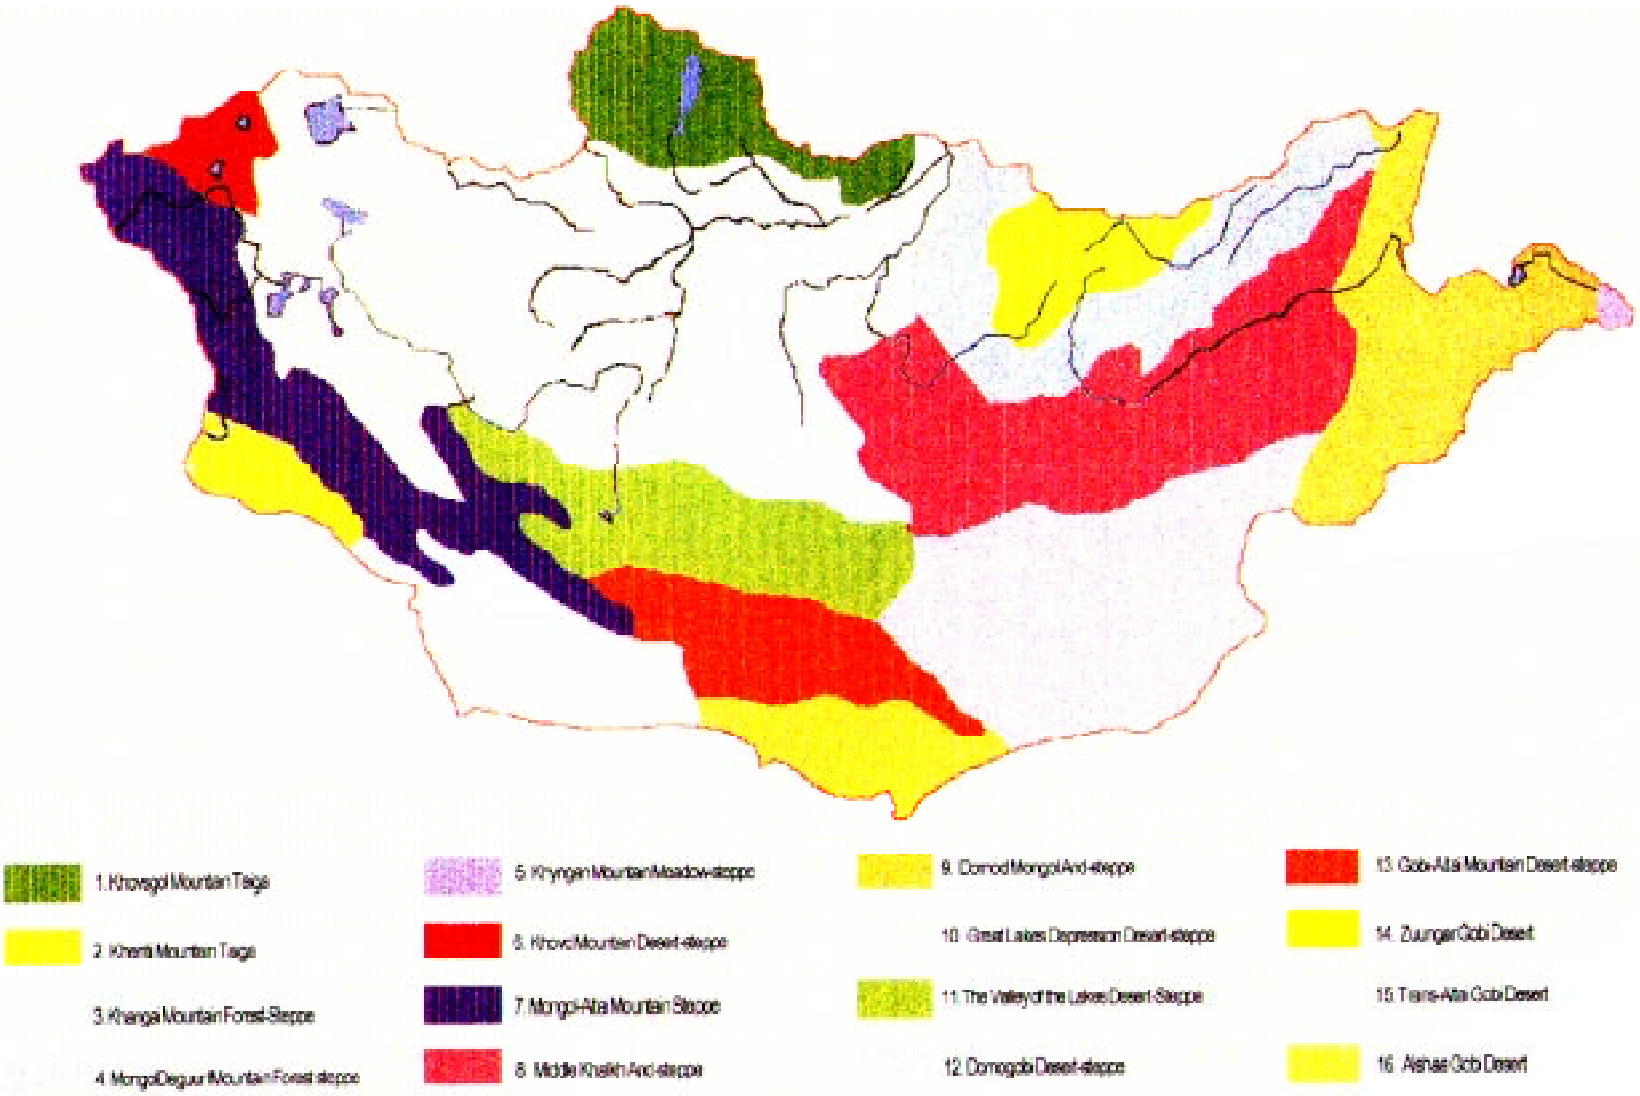 1. Khovsgol Mountian Taiga
2. Khenti Mountain Taiga
3. Khangai Mountain Forest-Steppe
4. Mongol Daguur Mountain Forest steppe
5. Khyngan Mountain Meadow-steppe
6. Khovd Mountain Desert-steppe
7. Mongol-Altai Mountain Steppe
8. Middle Khalkh Arid-steppe
9. Dornod Mongol Arid-steppe
10. Great Lakes Depression Desert-steppe
11. The Valley of the Lakes Desert-Steppe
12. Dornogobi Desert-steppe
13. Gobi-Altai Mountain Desert-steppe
14. Zuungar Gobi Desert
15. Trans-Altai Gobi Desert
16. Alshaa Gobi Desert